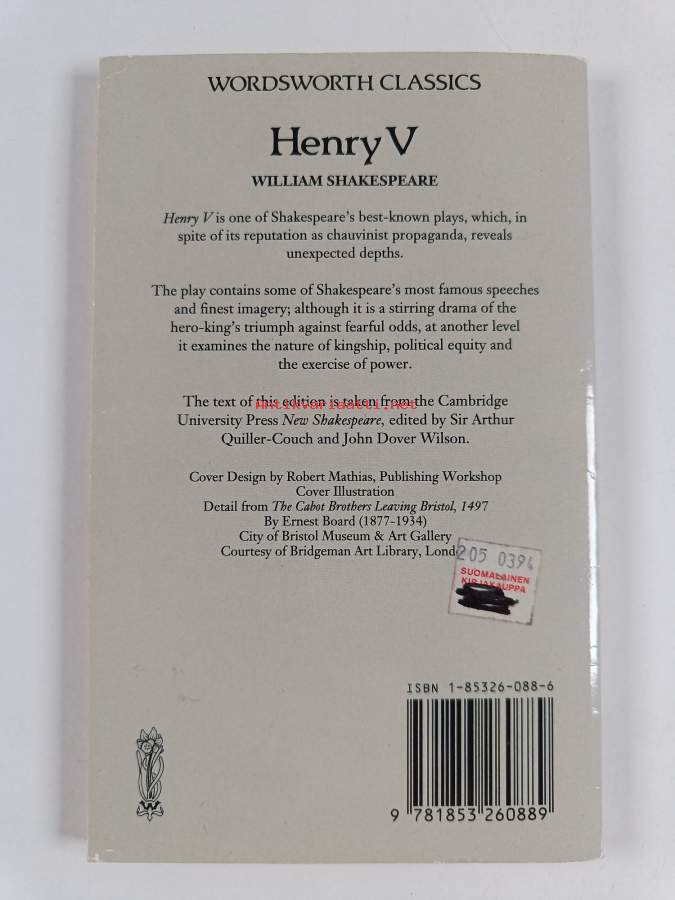 WORDSWORTH CLASSICS
Henry V
WILLIAM SHAKESPEARE
Henry V is one of Shakespeare's best-known plays, which, in
spite of its reputation as chauvinist propaganda, reveals
unexpected depths.
The play contains some of Shakespeare's most famous speeches
and finest imagery; although it is a stirring drama of the
hero-king's triumph against fearful odds, at another level
it examines the nature of kingship, political equity and
the exercise of power.
The text of this edition is taken from the Cambridge
Antikvariaatti.net
University Press New Shakespeare, edited by Sir Arthur
Quiller-Couch and John Dover Wilson.
Cover Design by Robert Mathias, Publishing Workshop
Cover Illustration
Detail from The Cabot Brothers Leaving Bristol, 1497
By Ernest Board (1877-1934)
City of Bristol Museum & Art Gallery
Courtesy of Bridgeman Art Library,
205 0394
SUOMALAINEN
KIRJAKAUPPA
ISBN 1-85326-088-6
9 781853 260889
W